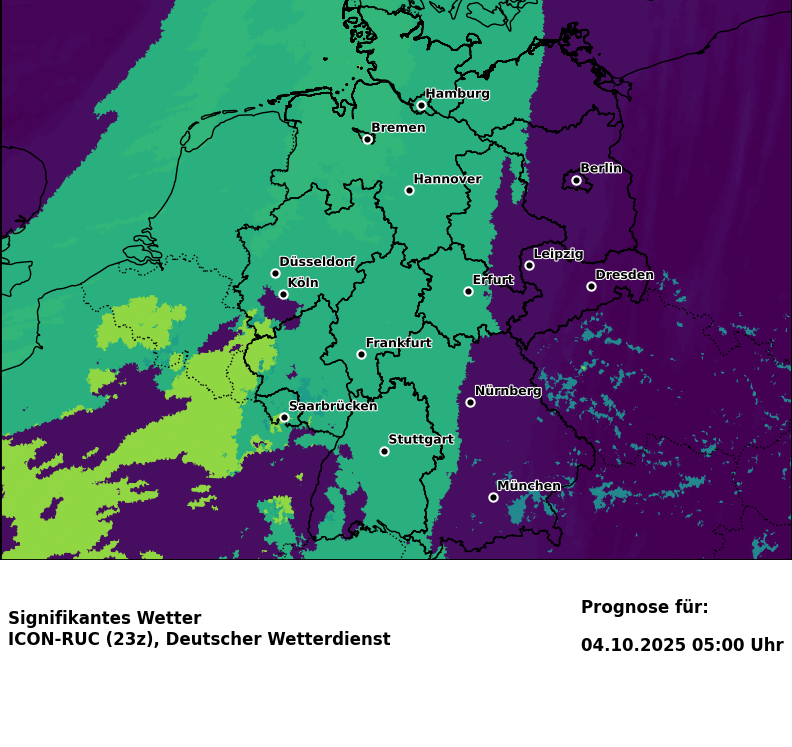 Hamburg
Bremen
Berlin
Hannover
Leipzig
Düsseldorf
Dresden
Köln
Erfurt
Frankfurt
Nürnberg
Saarbrücken
Stuttgart
München
Signifikantes Wetter
ICON-RUC (23z), Deutscher Wetterdienst
Prognose für:
04.10.2025 05:00 Uhr